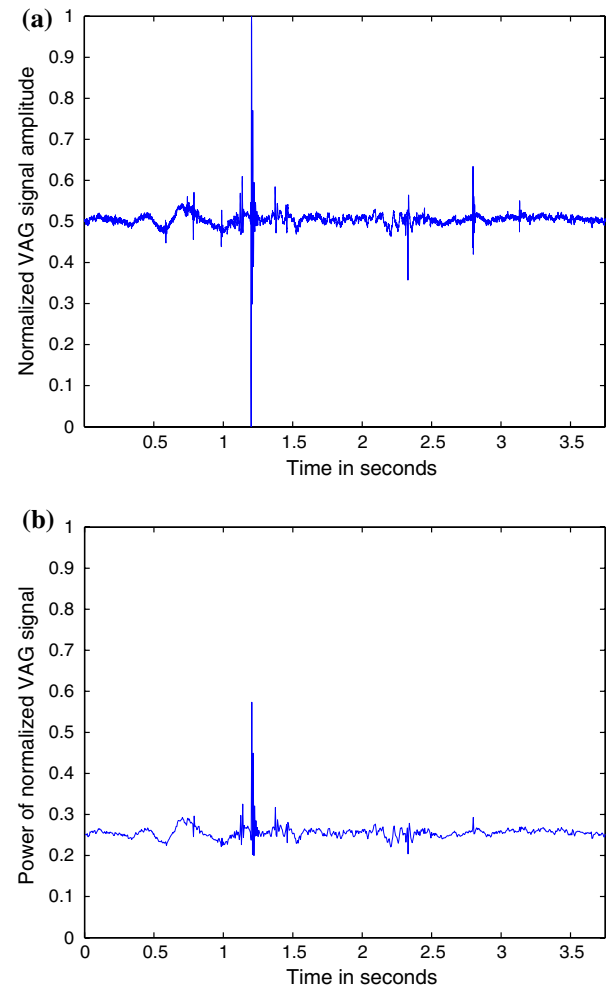 (a)
Normalized VAG signal amplitude
1
0.9
0.8
0.7
0.6
0.5
0.4
0.3
0.2
0.1
0
0.5 1 1.5 2 2.5 3 3.5
Time in seconds
(b)
Power of normalized VAG signal
1
0.9
0.8
0.7
0.6
0.5
0.4
0.3
0.2
0.1
0
0 0.5 1 1.5 2 2.5 3 3.5
Time in seconds